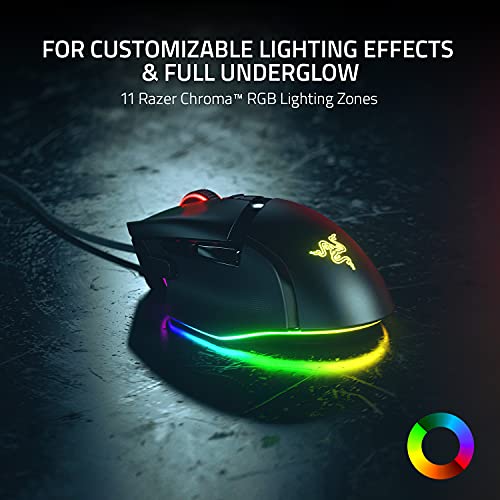 FOR CUSTOMIZABLE LIGHTING EFFECTS
& FULL UNDERGLOW
11 Razer Chroma™ RGB Lighting Zones